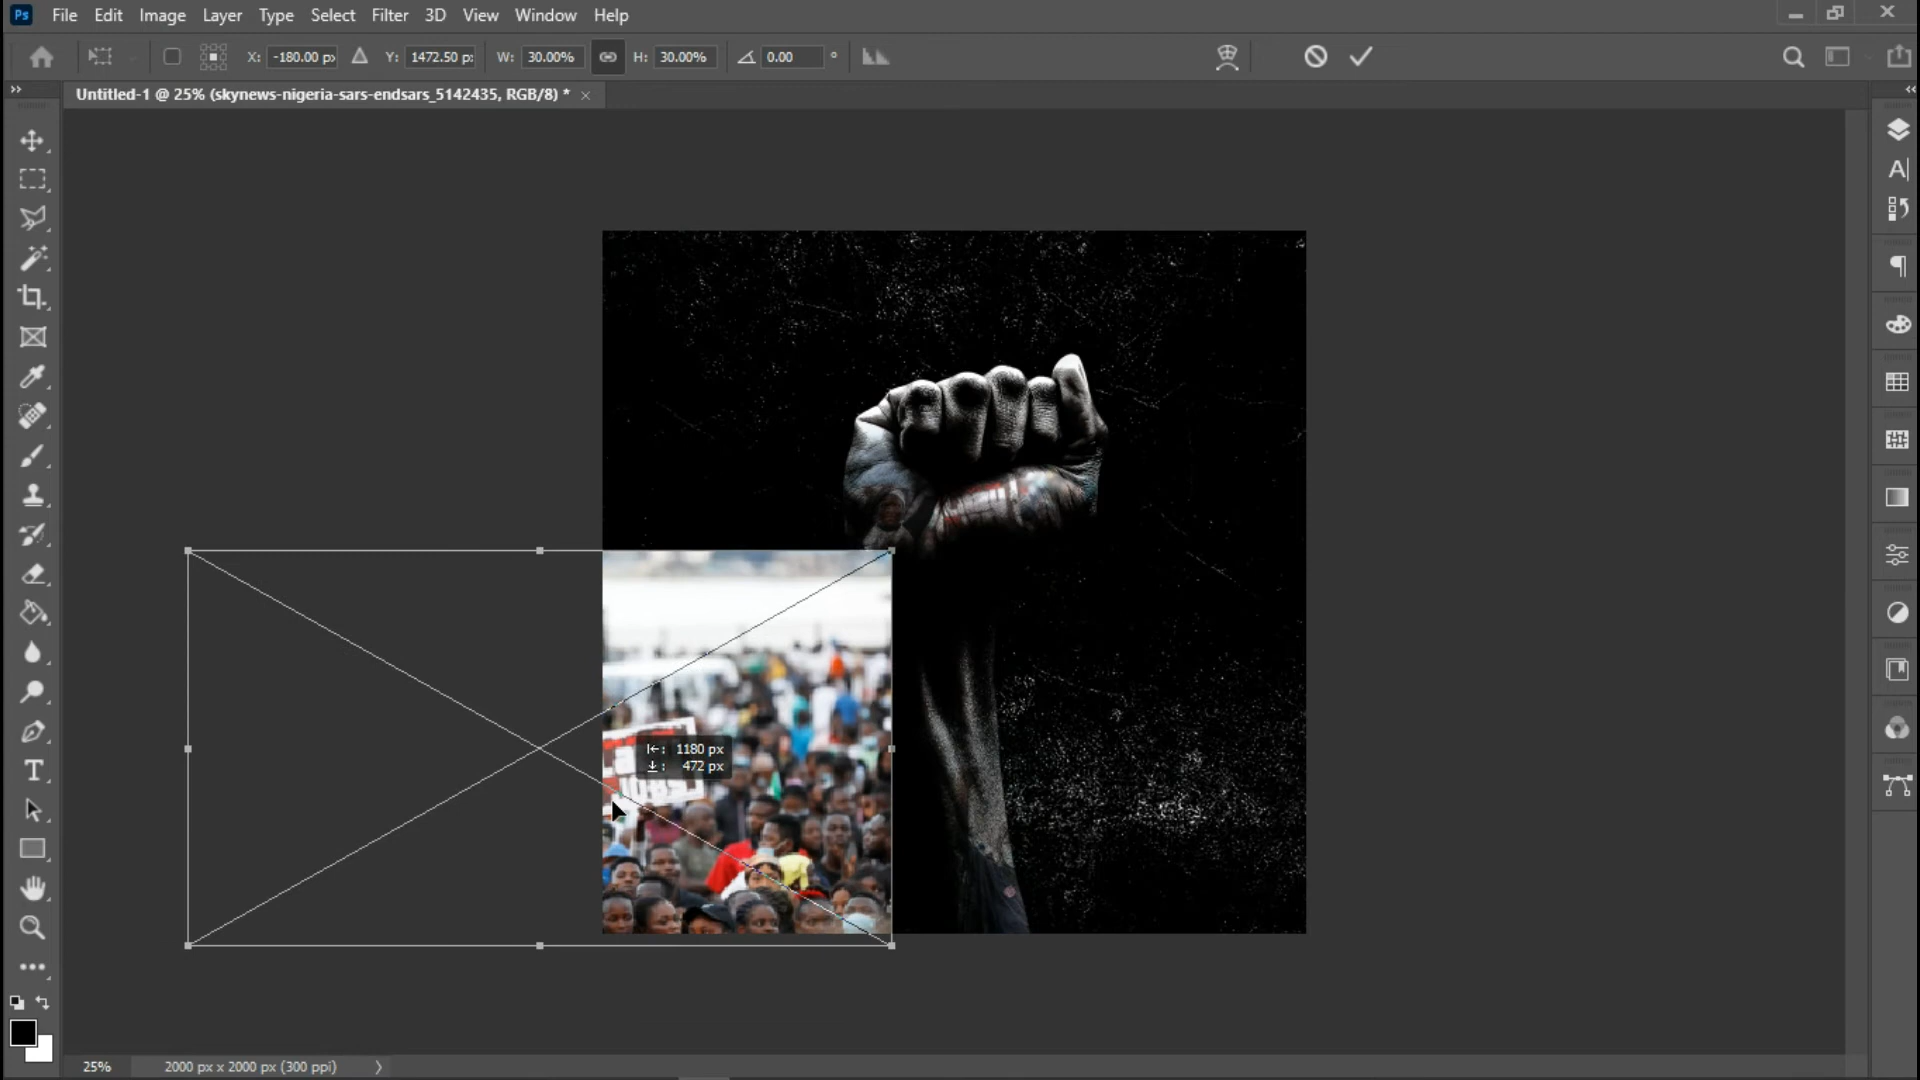 Ps File Edit Image Layer Type Select Filter 3D View Window Help
X: -180.00 px Y: 1472.50 px W: 30.00% H: 30.00% 0.00 °
Untitled-1 @ 25% (skynews-nigeria-sars-endsars_5142435, RGB/8) *
1180 px
472 px
25% 2000 px x 2000 px (300 ppi)